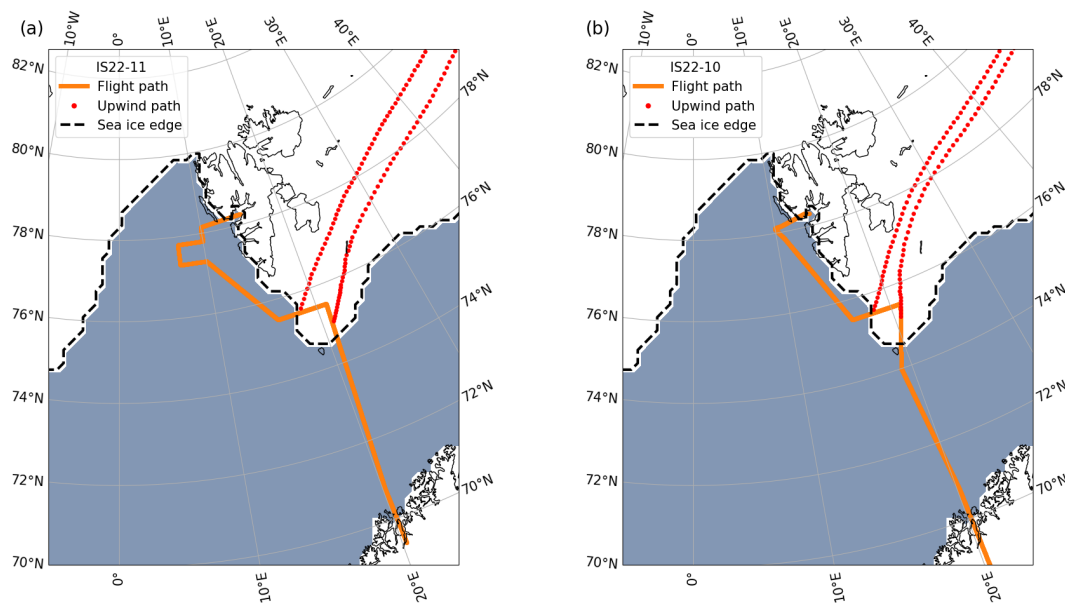 (a)
10°W
0°
10°E
20°E
30°E
40°E
82°N
80°N
78°N
76°N
74°N
72°N
70°N
IS22-11
Flight path
Upwind path
Sea ice edge
78°N
76°N
74°N
72°N
70°N
0°
10°E
20°E
(b)
10°W
0°
10°E
20°E
30°E
40°E
82°N
80°N
78°N
76°N
74°N
72°N
70°N
IS22-10
Flight path
Upwind path
Sea ice edge
78°N
76°N
74°N
72°N
70°N
0°
10°E
20°E